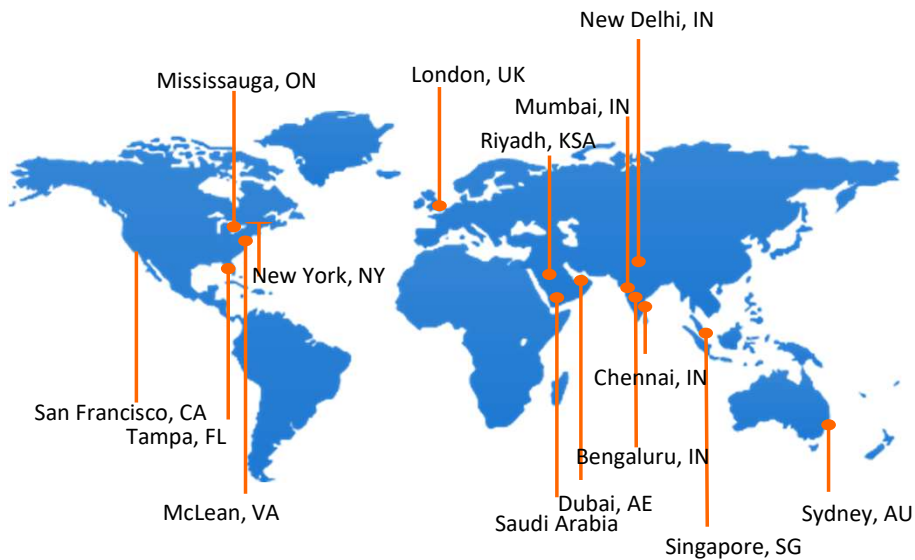 New Delhi, IN
Mississauga, ON
London, UK
Mumbai, IN
Riyadh, KSA
New York, NY
Chennai, IN
San Francisco, CA
Tampa, FL
Bengaluru, IN
Dubai, AE
McLean, VA
Saudi Arabia
Sydney, AU
Singapore, SG